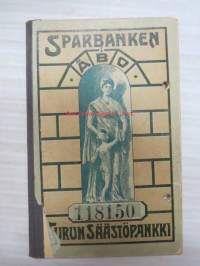 SPARBANKEN
I
ÅBO
118150
TURUN SÄÄSTÖPANKKI